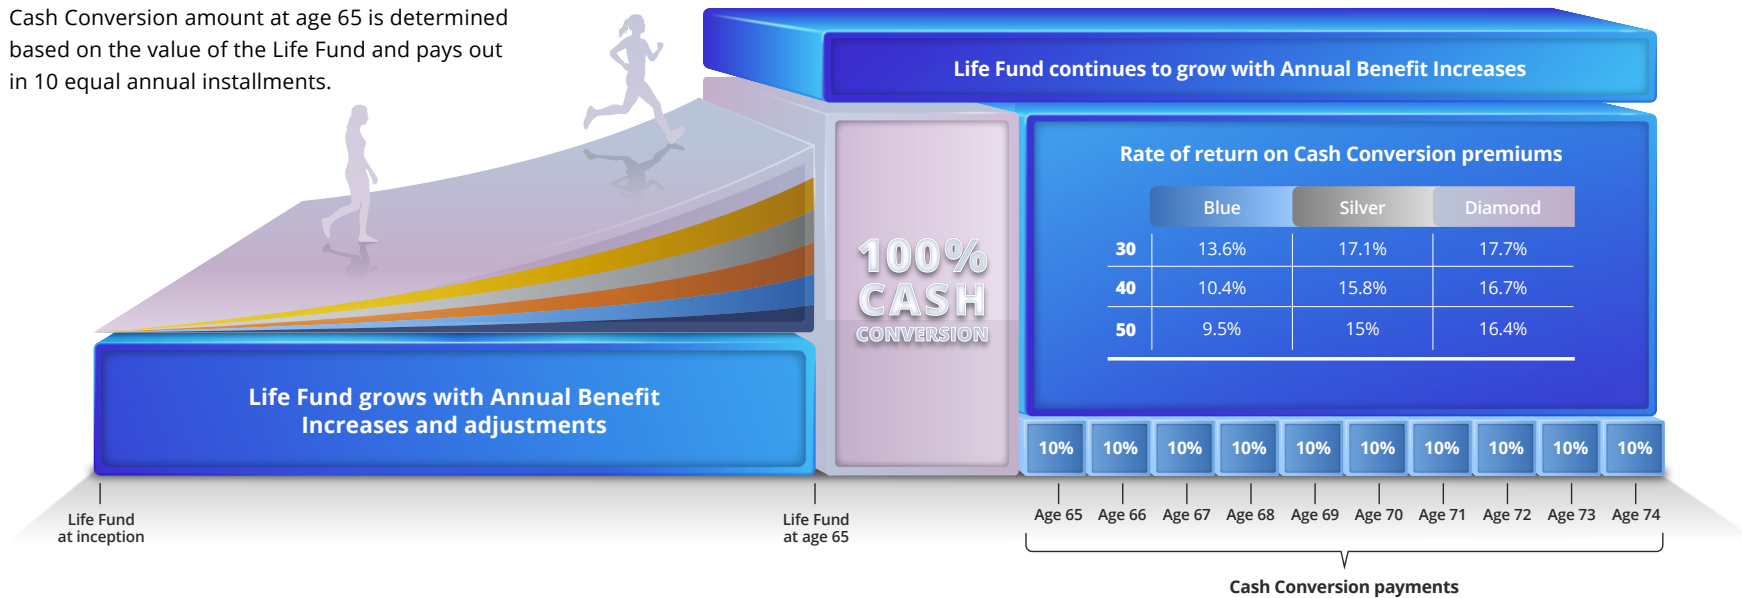 Cash Conversion amount at age 65 is determined
based on the value of the Life Fund and pays out
in 10 equal annual installments.
Life Fund continues to grow with Annual Benefit Increases
Rate of return on Cash Conversion premiums
Blue Silver Diamond
30 13.6% 17.1% 17.7%
40 10.4% 15.8% 16.7%
50 9.5% 15% 16.4%
100%
CASH
CONVERSION
Life Fund grows with Annual Benefit
Increases and adjustments
10% 10% 10% 10% 10% 10% 10% 10% 10% 10%
Life Fund
at inception
Life Fund
at age 65
Age 65 Age 66 Age 67 Age 68 Age 69 Age 70 Age 71 Age 72 Age 73 Age 74
Cash Conversion payments